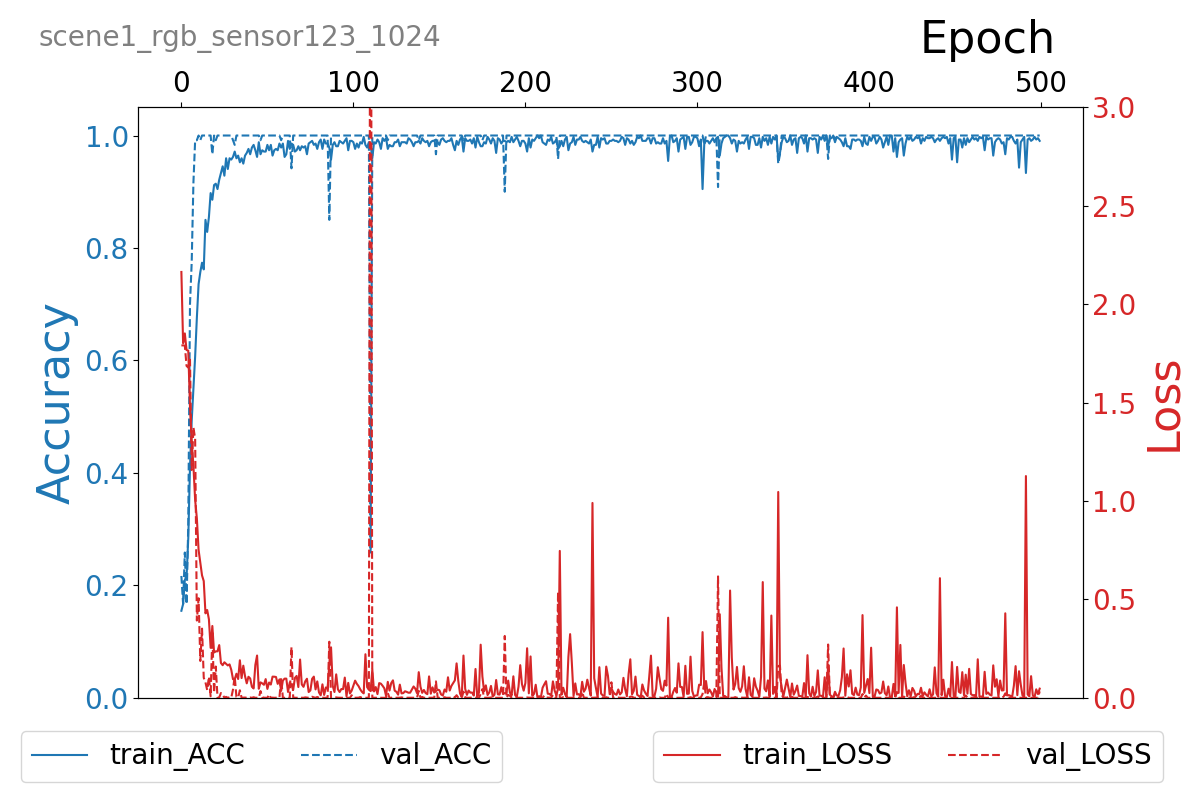 scene1_rgb_sensor123_1024
Epoch
0 100 200 300 400 500
1.0
0.8
0.6
0.4
0.2
0.0
Accuracy
3.0
2.5
2.0
1.5
1.0
0.5
0.0
Loss
train_ACC val_ACC
train_LOSS val_LOSS